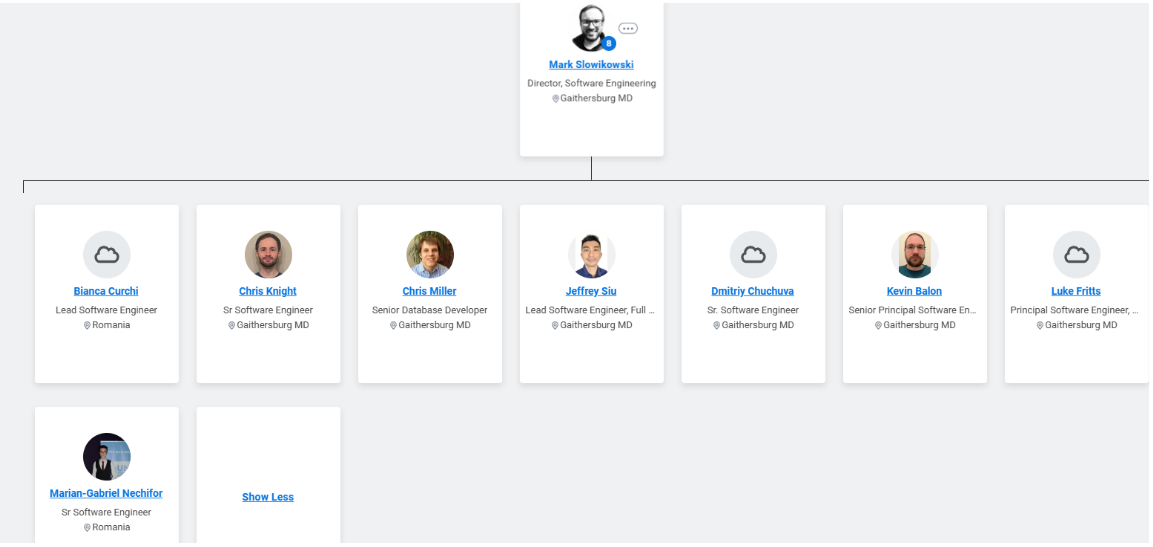 8
Mark Slowikowski
Director, Software Engineering
Gaithersburg MD
Bianca Curchi
Lead Software Engineer
Romania
Chris Knight
Sr Software Engineer
Gaithersburg MD
Chris Miller
Senior Database Developer
Gaithersburg MD
Jeffrey Siu
Lead Software Engineer, Full ...
Gaithersburg MD
Dmitriy Chuchuva
Sr. Software Engineer
Gaithersburg MD
Kevin Balon
Senior Principal Software En...
Gaithersburg MD
Luke Fritts
Principal Software Engineer, ...
Gaithersburg MD
Marian-Gabriel Nechifor
Sr Software Engineer
Romania
Show Less